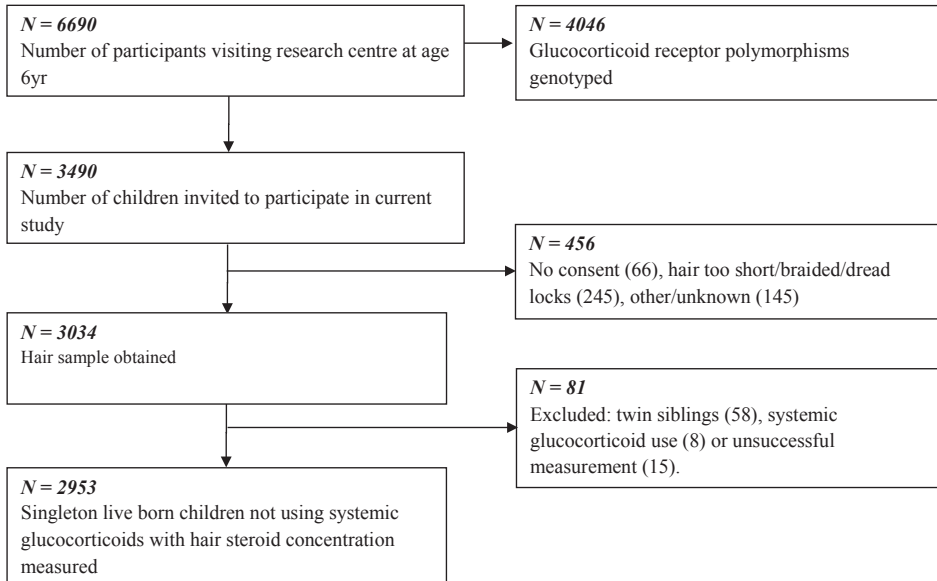 N = 6690
Number of participants visiting research centre at age
6yr
N = 4046
Glucocorticoid receptor polymorphisms
genotyped
N = 3490
Number of children invited to participate in current
study
N = 456
No consent (66), hair too short/braided/dread
locks (245), other/unknown (145)
N = 3034
Hair sample obtained
N = 81
Excluded: twin siblings (58), systemic
glucocorticoid use (8) or unsuccessful
measurement (15).
N = 2953
Singleton live born children not using systemic
glucocorticoids with hair steroid concentration
measured